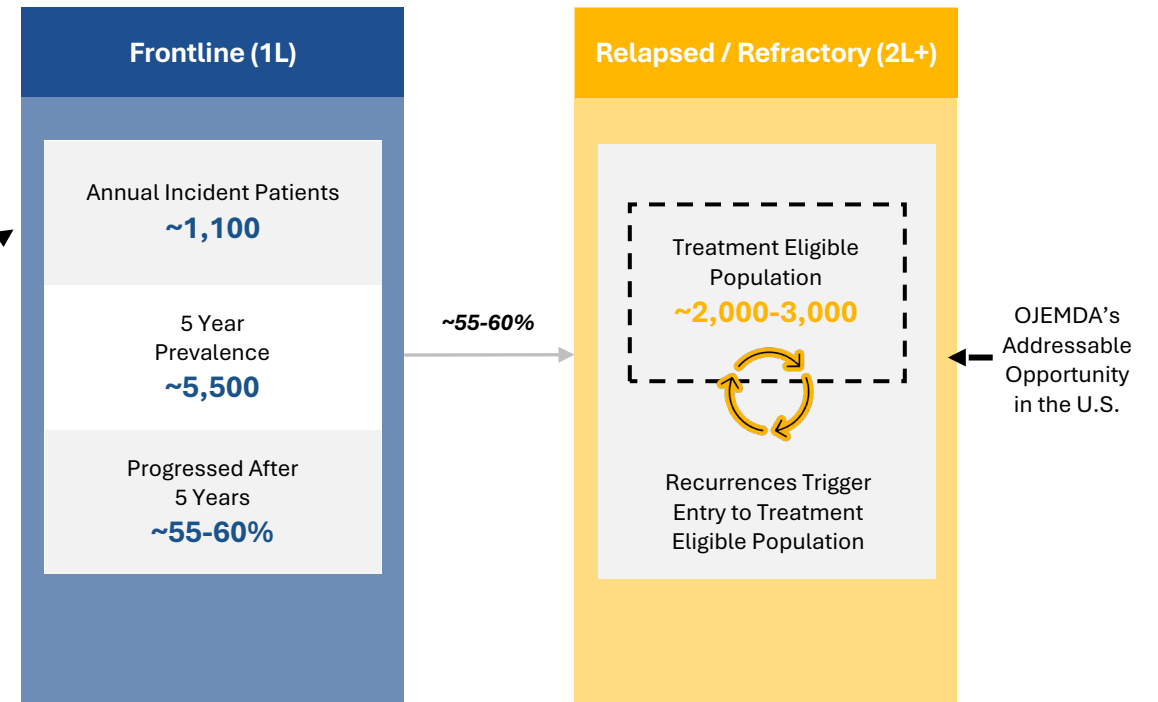 Frontline (1L)
Annual Incident Patients
~1,100
5 Year
Prevalence
~5,500
Progressed After
5 Years
~55-60%
~55-60%
Relapsed / Refractory (2L+)
Treatment Eligible
Population
~2,000-3,000
Recurrences Trigger
Entry to Treatment
Eligible Population
OJEMDA’s
Addressable
Opportunity
in the U.S.